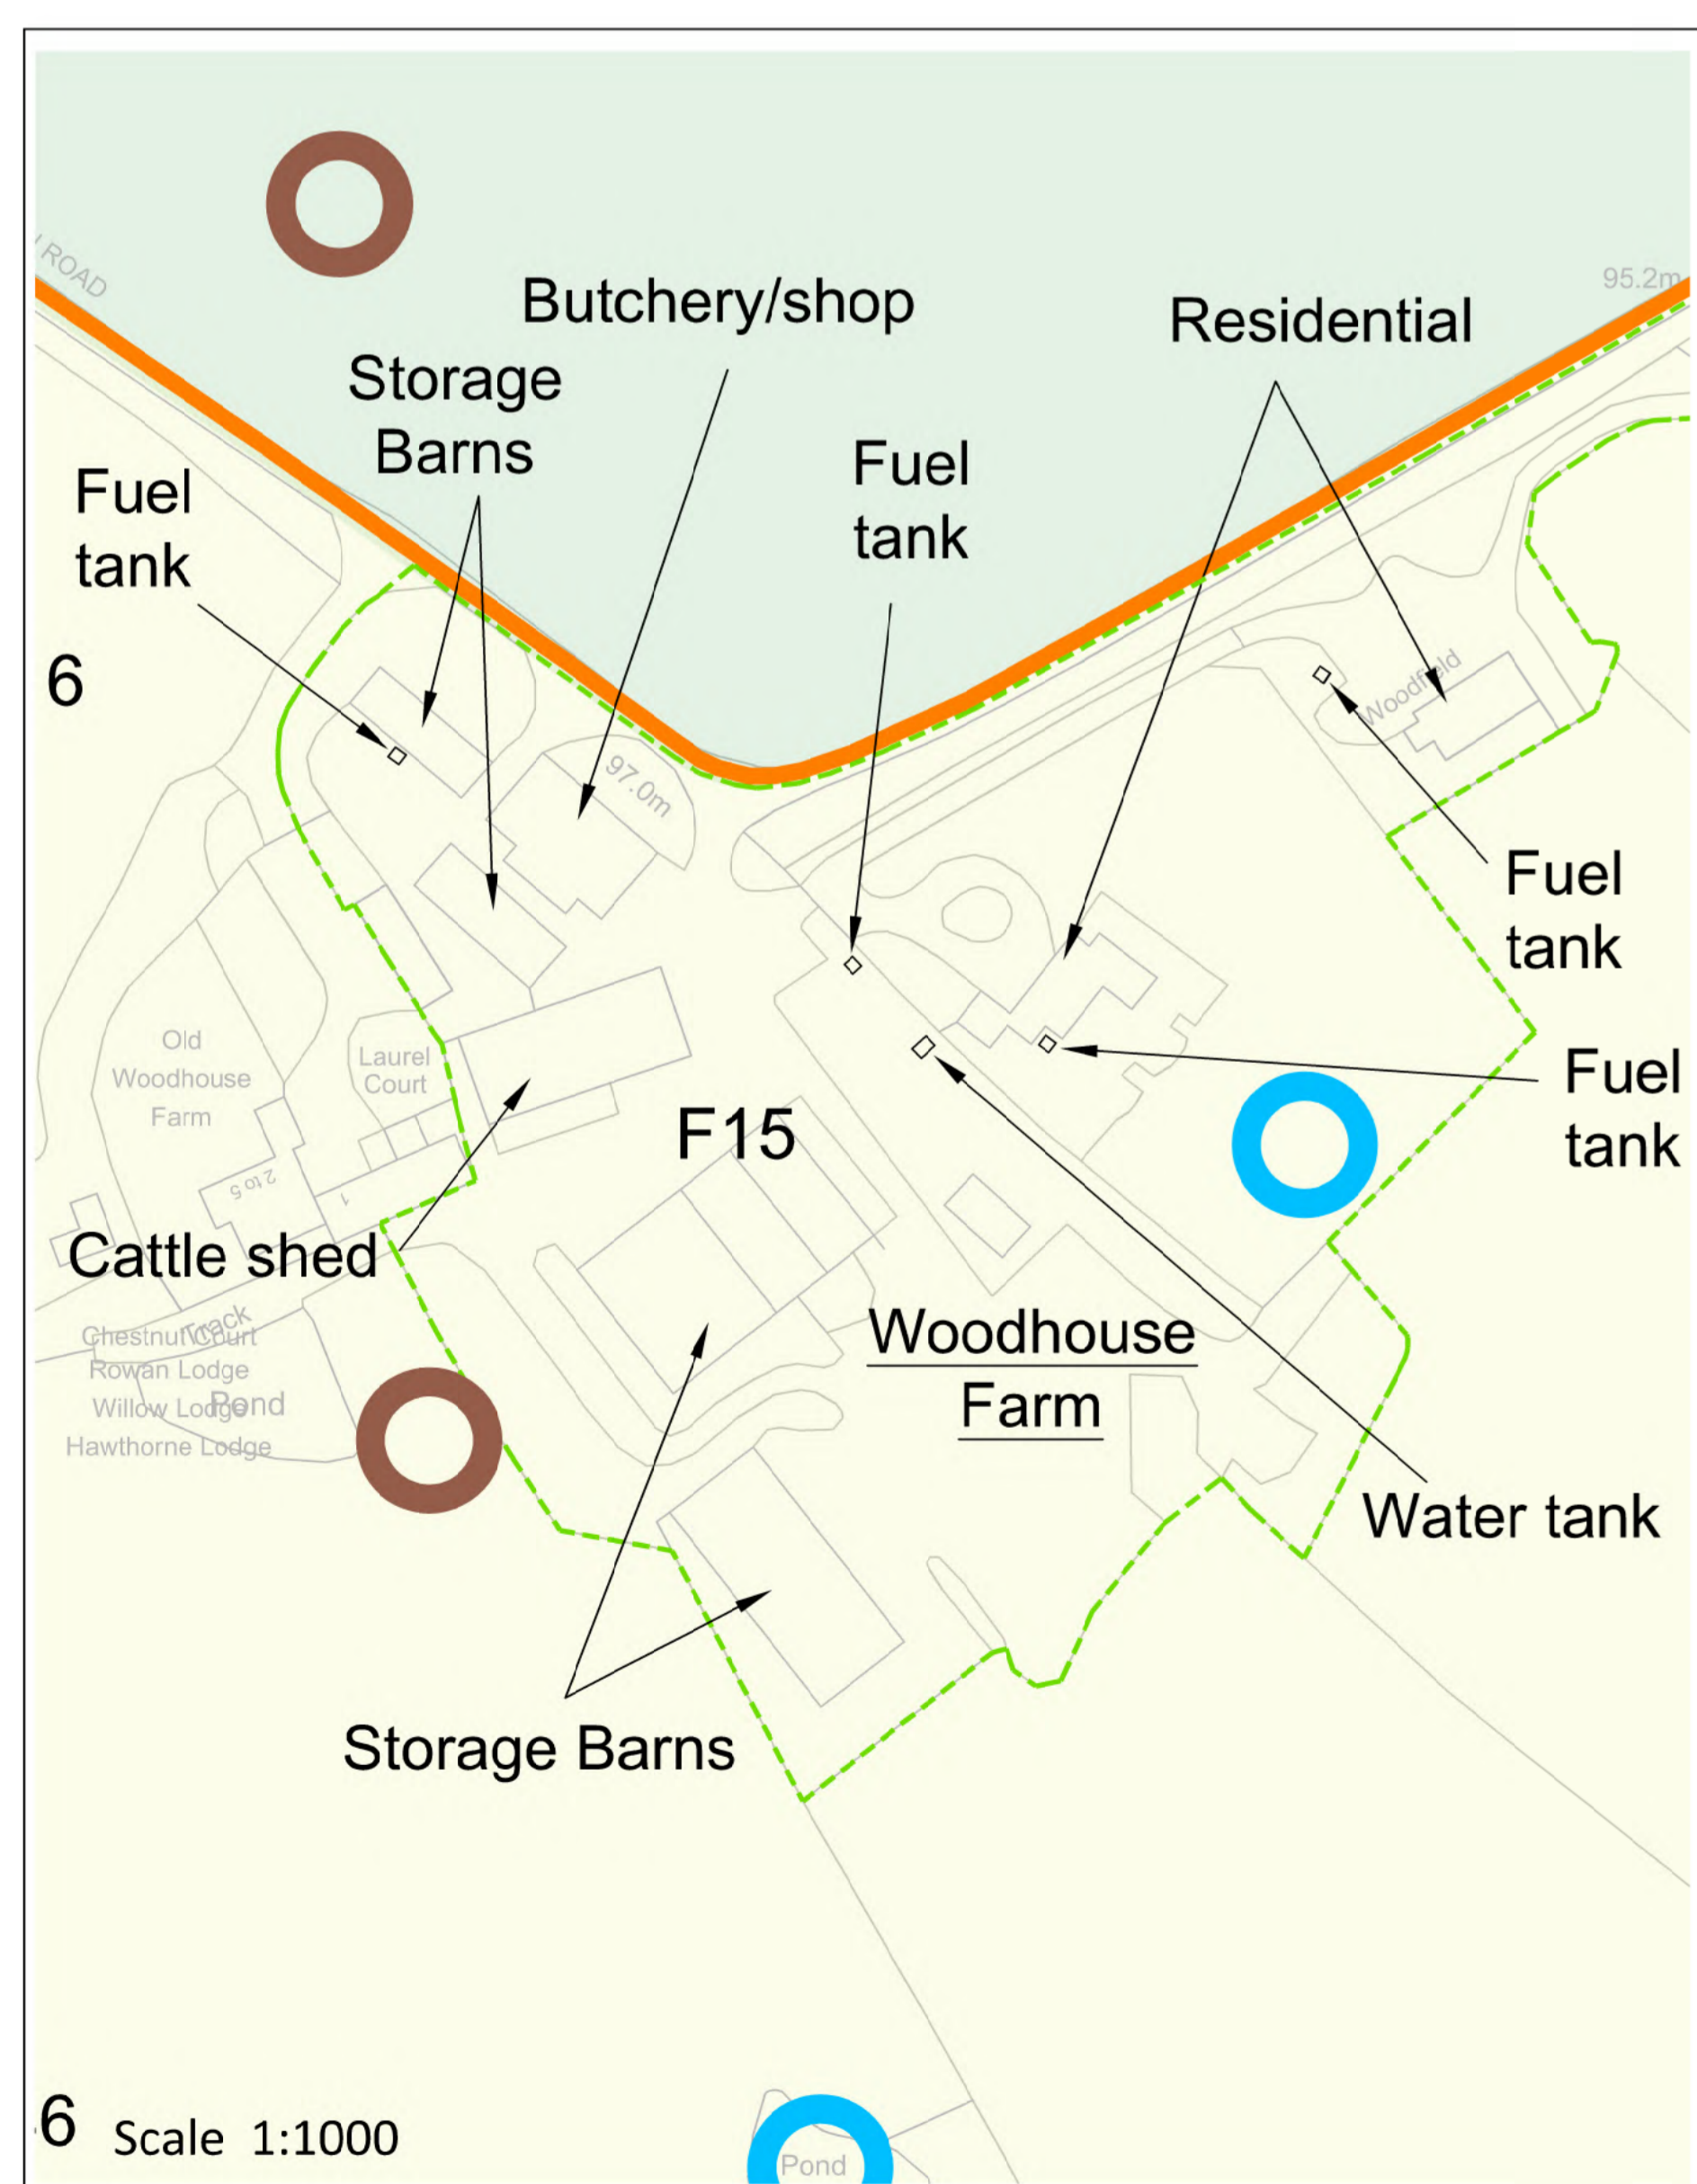 ROAD
95.2m
Butchery/shop
Residential
Storage
Barns
Fuel
tank
Fuel
tank
6
Woodfield
97.0m
Fuel
tank
Old
Woodhouse
Farm
Laurel
Court
Fuel
tank
F15
2 to 5
1
Cattle shed
Track
Chestnut Court
Rowan Lodge
Willow Lodge
Pond
Hawthorne Lodge
Woodhouse
Farm
Water tank
Storage Barns
6
Scale 1:1000
Pond